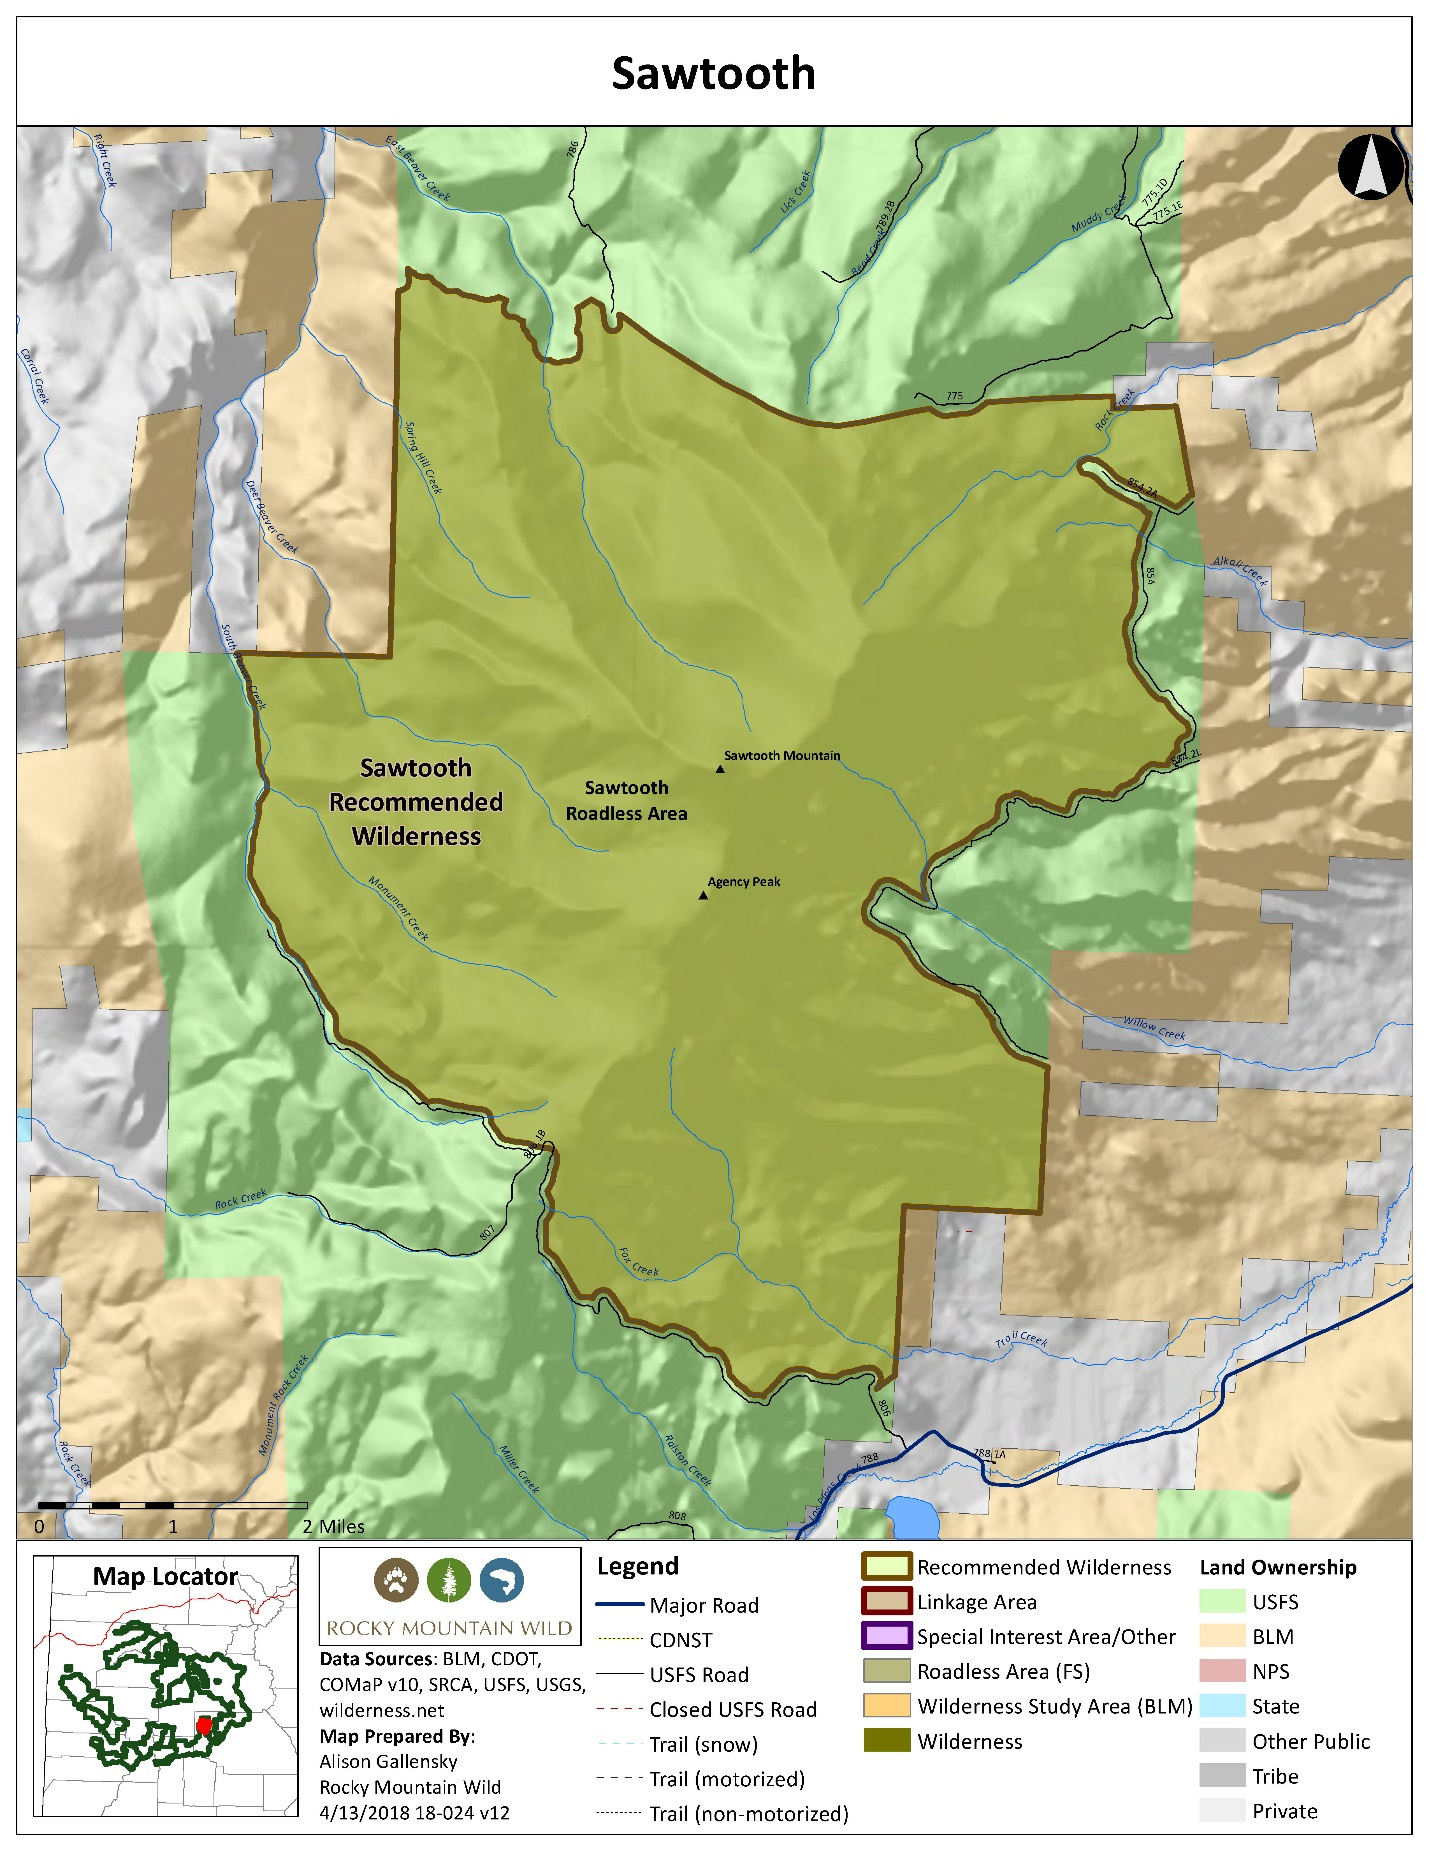 Sawtooth
Right Creek
East Beaver Creek
786
Lick Creek
789.2B
Muddy Creek
775.1D
775.1E
Corral Creek
775
Rock Creek
Spring Hill Creek
854.2A
Deer Beaver Creek
Alkali Creek
854
South Beaver Creek
Sawtooth Mountain
Sawtooth
Recommended
Wilderness
Sawtooth
Roadless Area
Agency Peak
Monument Creek
Willow Creek
Rock Creek
807
Fox Creek
Trail Creek
Monument Rock Creek
806
Rock Creek
Miller Creek
Ralston Creek
788
788.1A
808
0 1 2 Miles
Map Locator
ROCKY MOUNTAIN WILD
Data Sources: BLM, CDOT,
COMaP v10, SRCA, USFS, USGS,
wilderness.net
Map Prepared By:
Alison Gallensky
Rocky Mountain Wild
4/13/2018 18-024 v12
Legend
Major Road
CDNST
USFS Road
Closed USFS Road
Trail (snow)
Trail (motorized)
Trail (non-motorized)
Recommended Wilderness
Linkage Area
Special Interest Area/Other
Roadless Area (FS)
Wilderness Study Area (BLM)
Wilderness
Land Ownership
USFS
BLM
NPS
State
Other Public
Tribe
Private